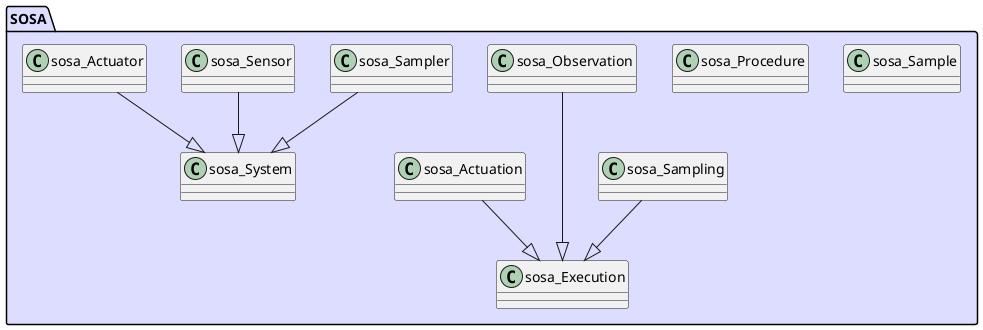 SOSA
C sosa_Actuator
C sosa_Sensor
C sosa_Sampler
C sosa_Observation
C sosa_Procedure
C sosa_Sample
C sosa_System
C sosa_Actuation
C sosa_Sampling
C sosa_Execution